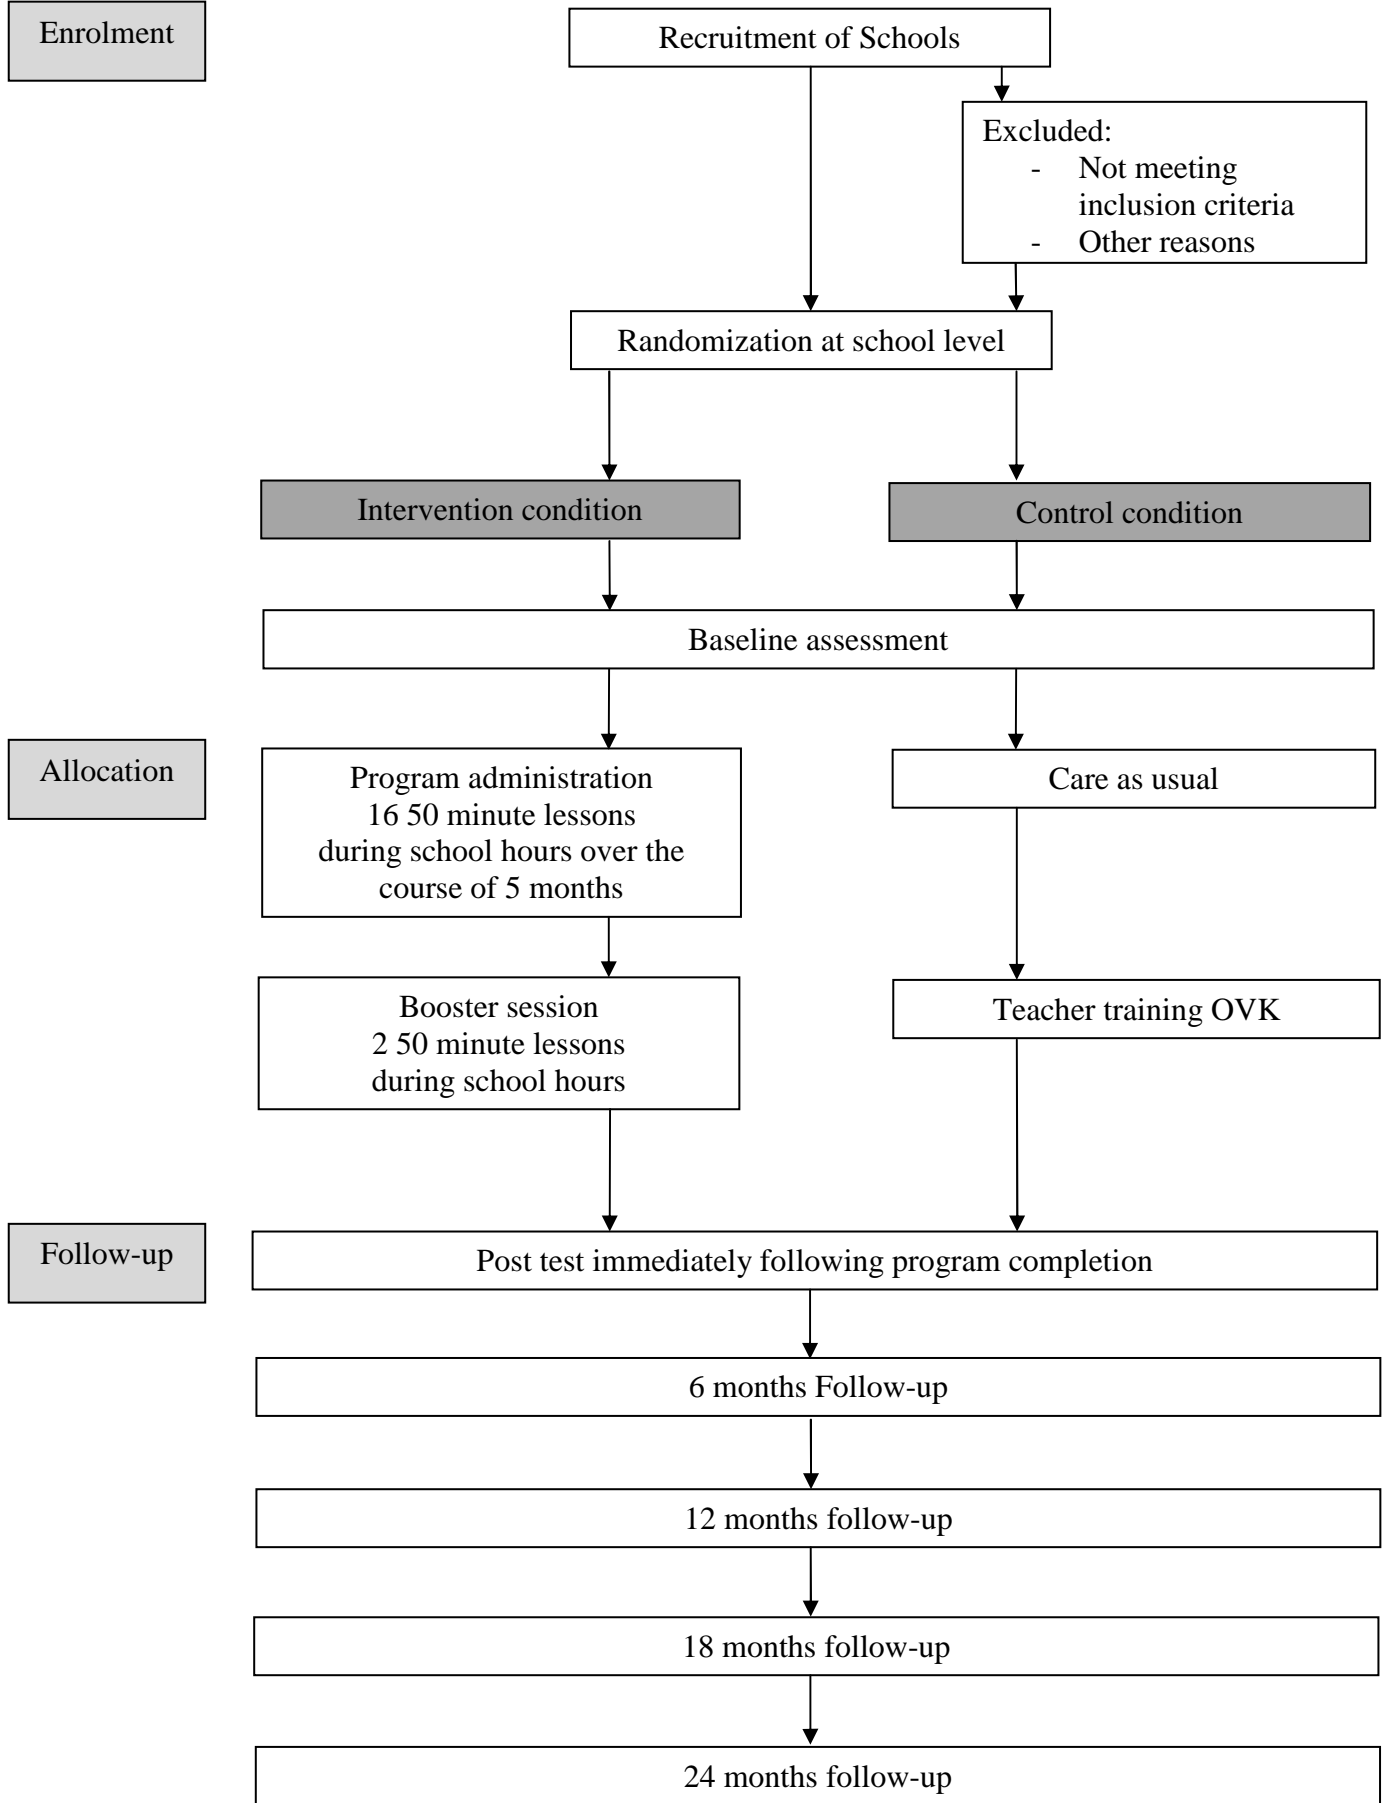 Enrolment
Recruitment of Schools
Excluded:
- Not meeting
inclusion criteria
- Other reasons
Randomization at school level
Intervention condition
Control condition
Baseline assessment
Allocation
Program administration
16 50 minute lessons
during school hours over the
course of 5 months
Care as usual
Booster session
2 50 minute lessons
during school hours
Teacher training OVK
Follow-up
Post test immediately following program completion
6 months Follow-up
12 months follow-up
18 months follow-up
24 months follow-up